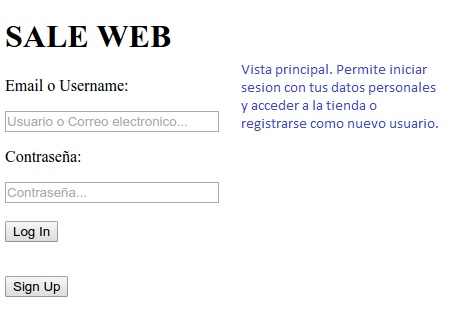 SALE WEB
Email o Username:
Usuario o Correo electronico...
Contraseña:
Contraseña...
Log In
Sign Up
Vista principal. Permite iniciar
sesion con tus datos personales
y acceder a la tienda o
registrarse como nuevo usuario.